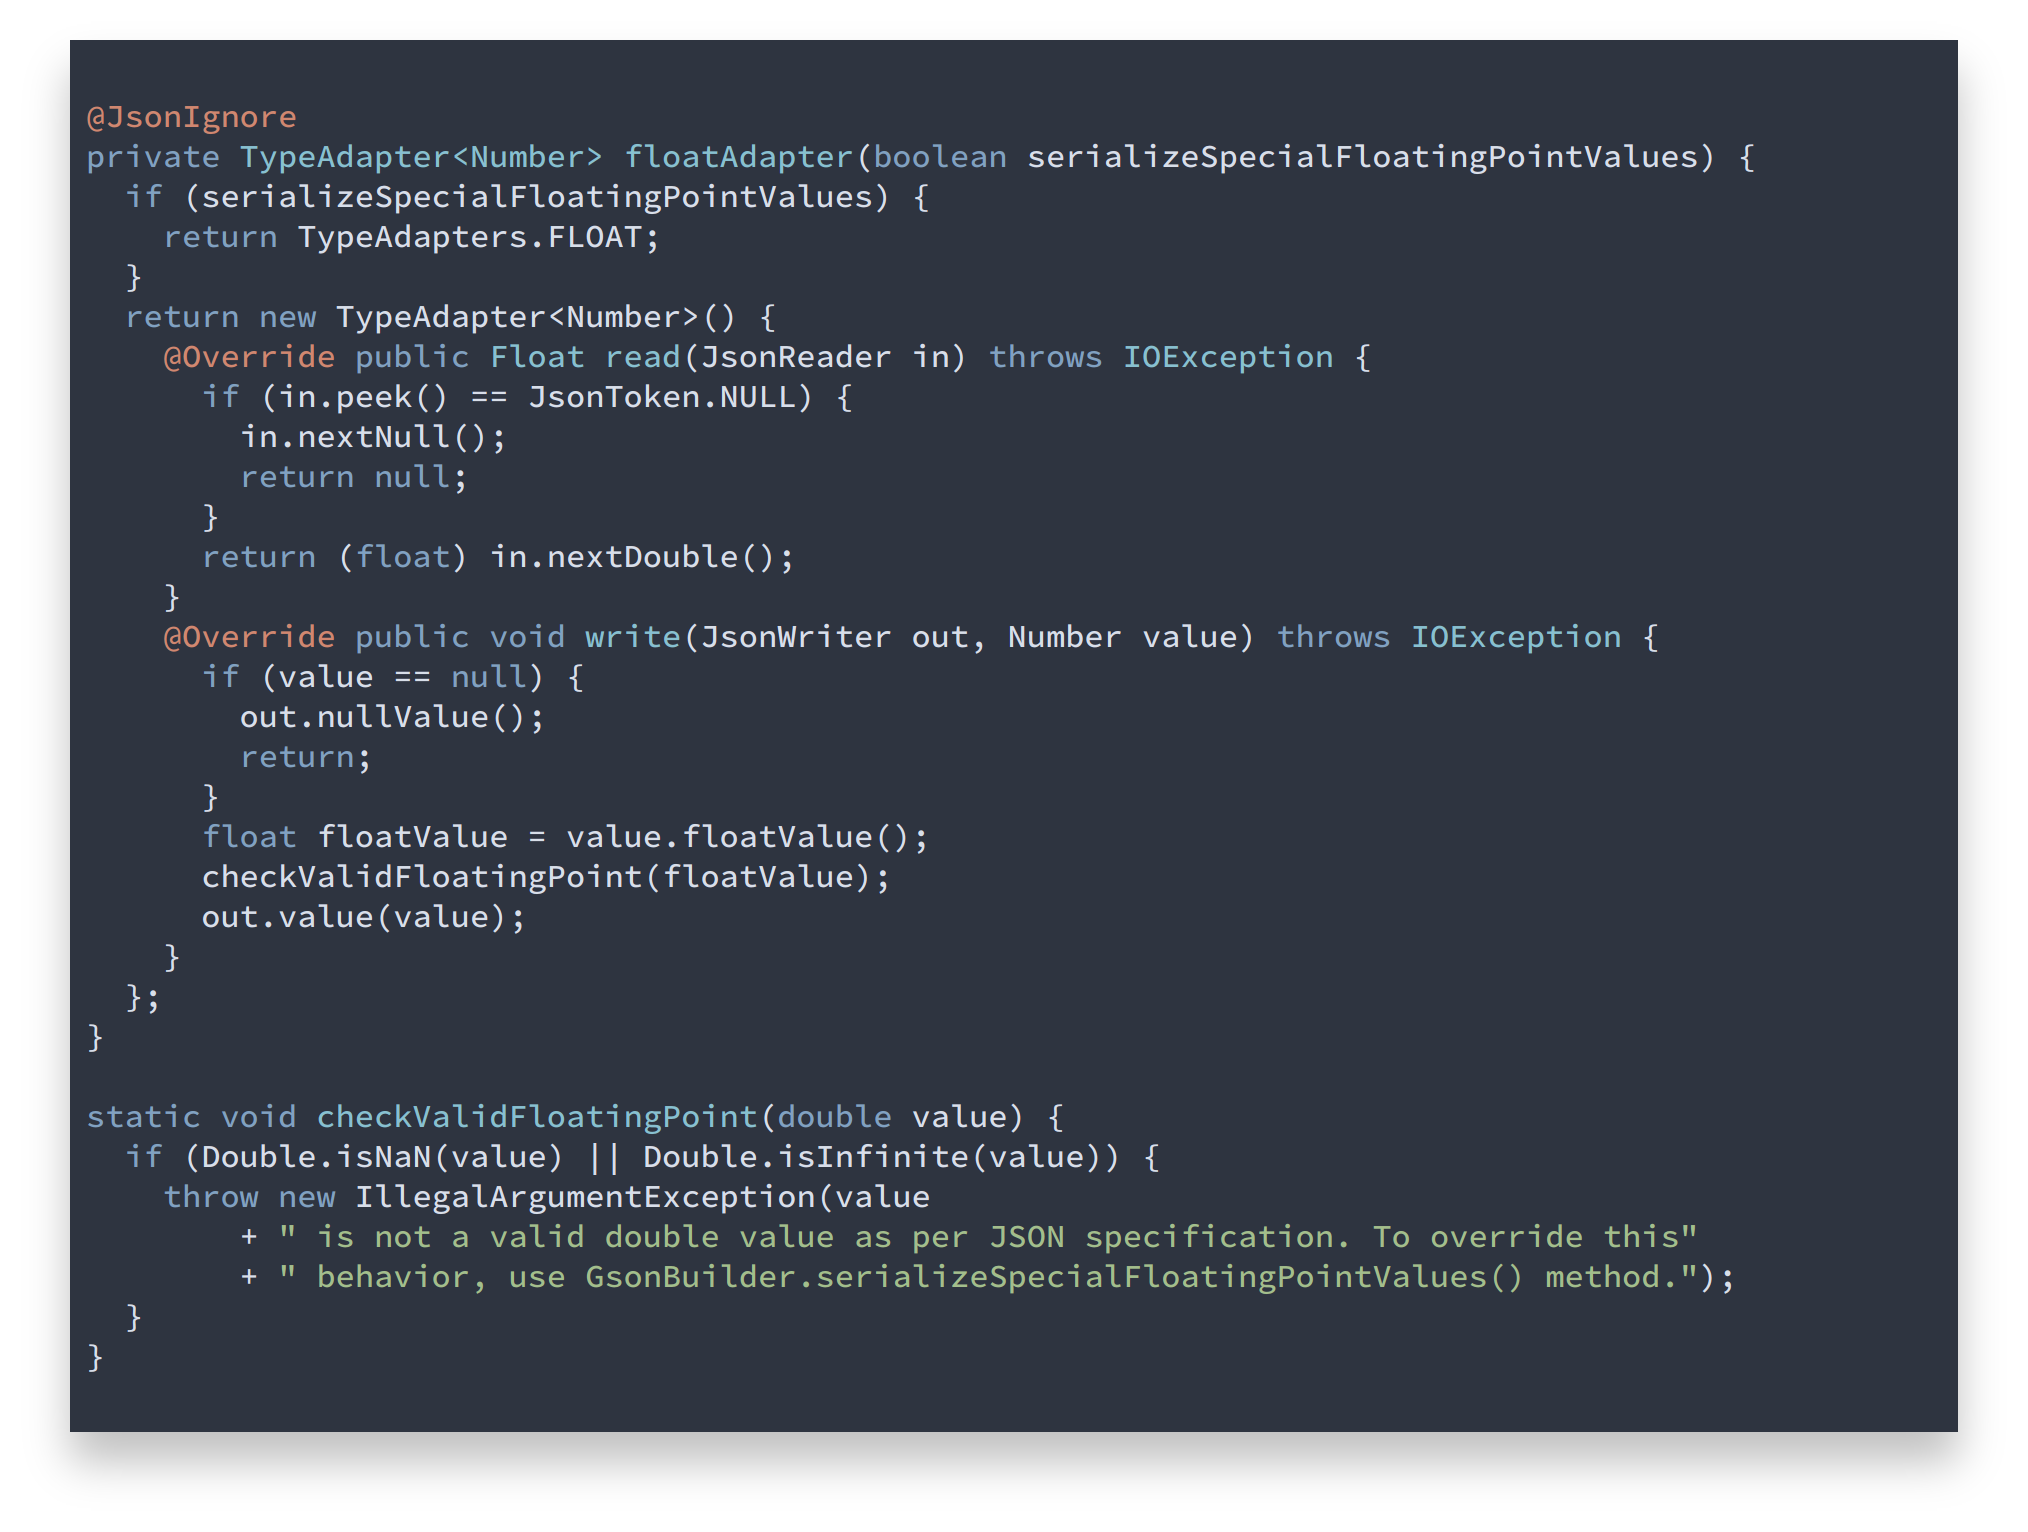 @JsonIgnore
private TypeAdapter<Number> floatAdapter(boolean serializeSpecialFloatingPointValues) {
  if (serializeSpecialFloatingPointValues) {
    return TypeAdapters.FLOAT;
  }
  return new TypeAdapter<Number>() {
    @Override public Float read(JsonReader in) throws IOException {
      if (in.peek() == JsonToken.NULL) {
        in.nextNull();
        return null;
      }
      return (float) in.nextDouble();
    }
    @Override public void write(JsonWriter out, Number value) throws IOException {
      if (value == null) {
        out.nullValue();
        return;
      }
      float floatValue = value.floatValue();
      checkValidFloatingPoint(floatValue);
      out.value(value);
    }
  };
}

static void checkValidFloatingPoint(double value) {
  if (Double.isNaN(value) || Double.isInfinite(value)) {
    throw new IllegalArgumentException(value
        + " is not a valid double value as per JSON specification. To override this"
        + " behavior, use GsonBuilder.serializeSpecialFloatingPointValues() method.");
  }
}